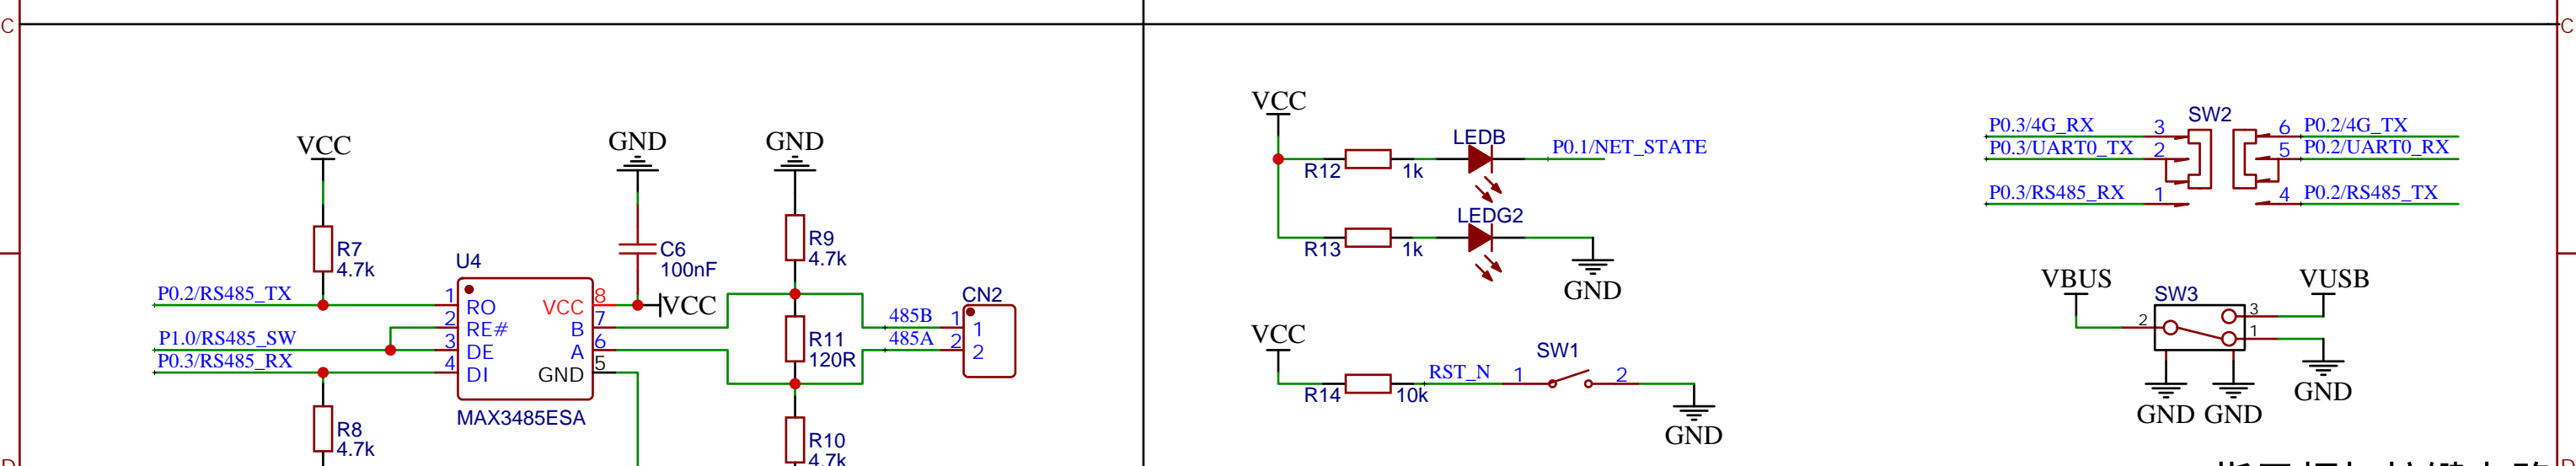 C
C
VCC
R7
4.7k
P0.2/RS485_TX
P1.0/RS485_SW
P0.3/RS485_RX
R8
4.7k
U4
1 RO
2 RE#
3 DE
4 DI
VCC 8
B 7
A 6
GND 5
MAX3485ESA
GND
C6
100nF
VCC
GND
R9
4.7k
R11
120R
R10
4.7k
485B
485A
CN2
1 1
2 2
VCC
R12 1k
LEDB
P0.1/NET_STATE
R13 1k
LEDG2
GND
VCC
R14 10k
RST_N
SW1
1 2
GND
SW2
P0.3/4G_RX 3
P0.3/UART0_TX 2
P0.3/RS485_RX 1
6 P0.2/4G_TX
5 P0.2/UART0_RX
4 P0.2/RS485_TX
VBUS
VUSB
SW3
2
3
1
GND
GND
GND
D
D